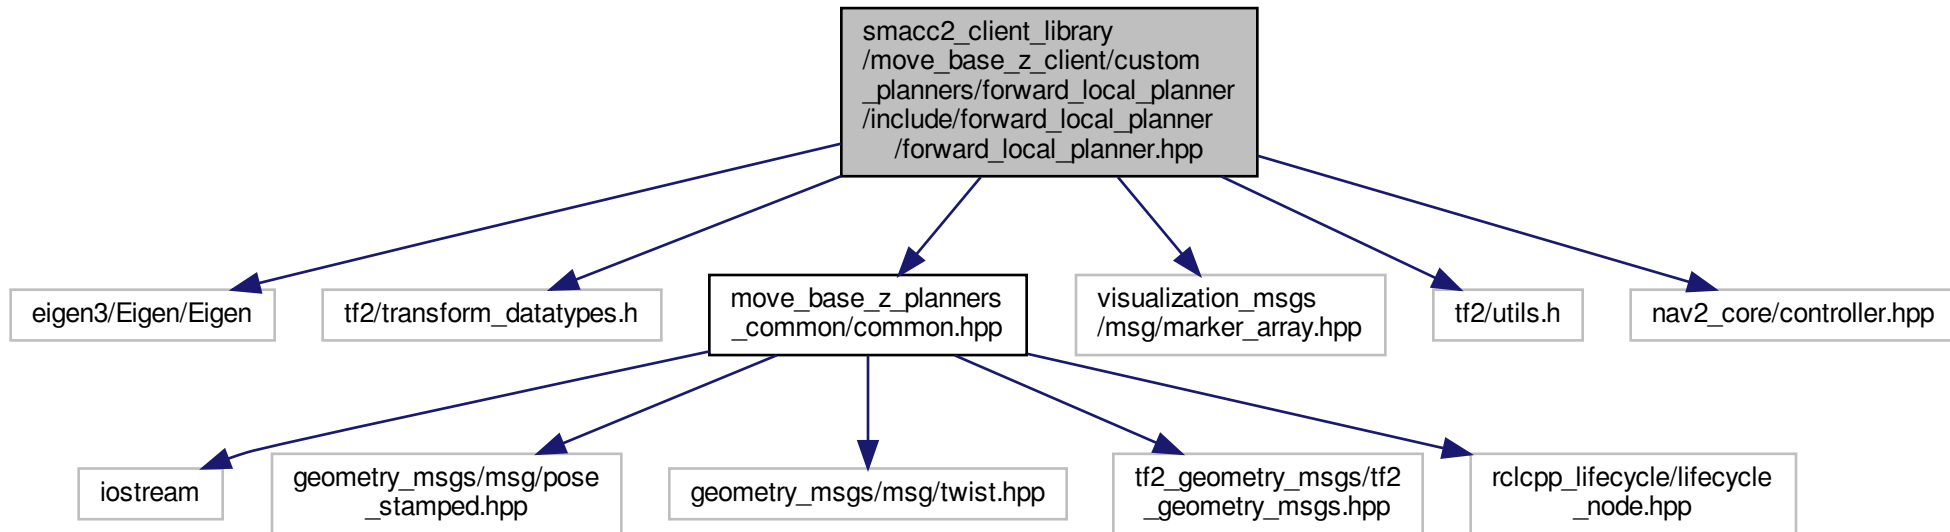 smacc2_client_library
/move_base_z_client/custom
_planners/forward_local_planner
/include/forward_local_planner
/forward_local_planner.hpp
eigen3/Eigen/Eigen
tf2/transform_datatypes.h
move_base_z_planners
_common/common.hpp
visualization_msgs
/msg/marker_array.hpp
tf2/utils.h
nav2_core/controller.hpp
iostream
geometry_msgs/msg/pose
_stamped.hpp
geometry_msgs/msg/twist.hpp
tf2_geometry_msgs/tf2
_geometry_msgs.hpp
rclcpp_lifecycle/lifecycle
_node.hpp